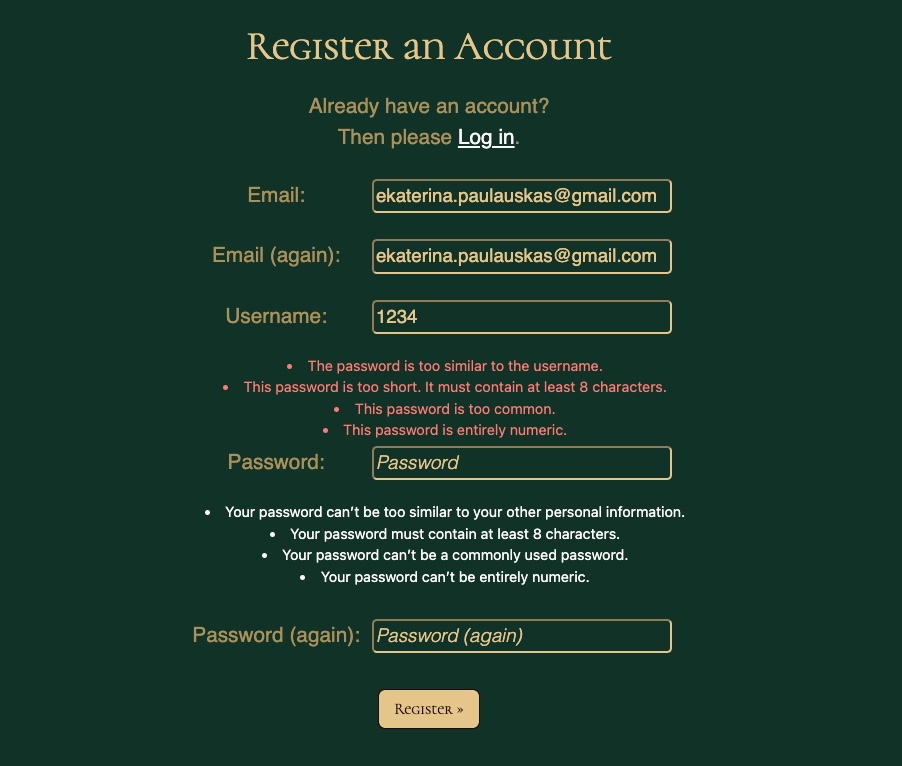 Register an Account
Already have an account?
Then please Log in.
Email: ekaterina.paulauskas@gmail.com
Email (again): ekaterina.paulauskas@gmail.com
Username: 1234
• The password is too similar to the username.
• This password is too short. It must contain at least 8 characters.
• This password is too common.
• This password is entirely numeric.
Password: Password
• Your password can’t be too similar to your other personal information.
• Your password must contain at least 8 characters.
• Your password can’t be a commonly used password.
• Your password can’t be entirely numeric.
Password (again): Password (again)
Register »